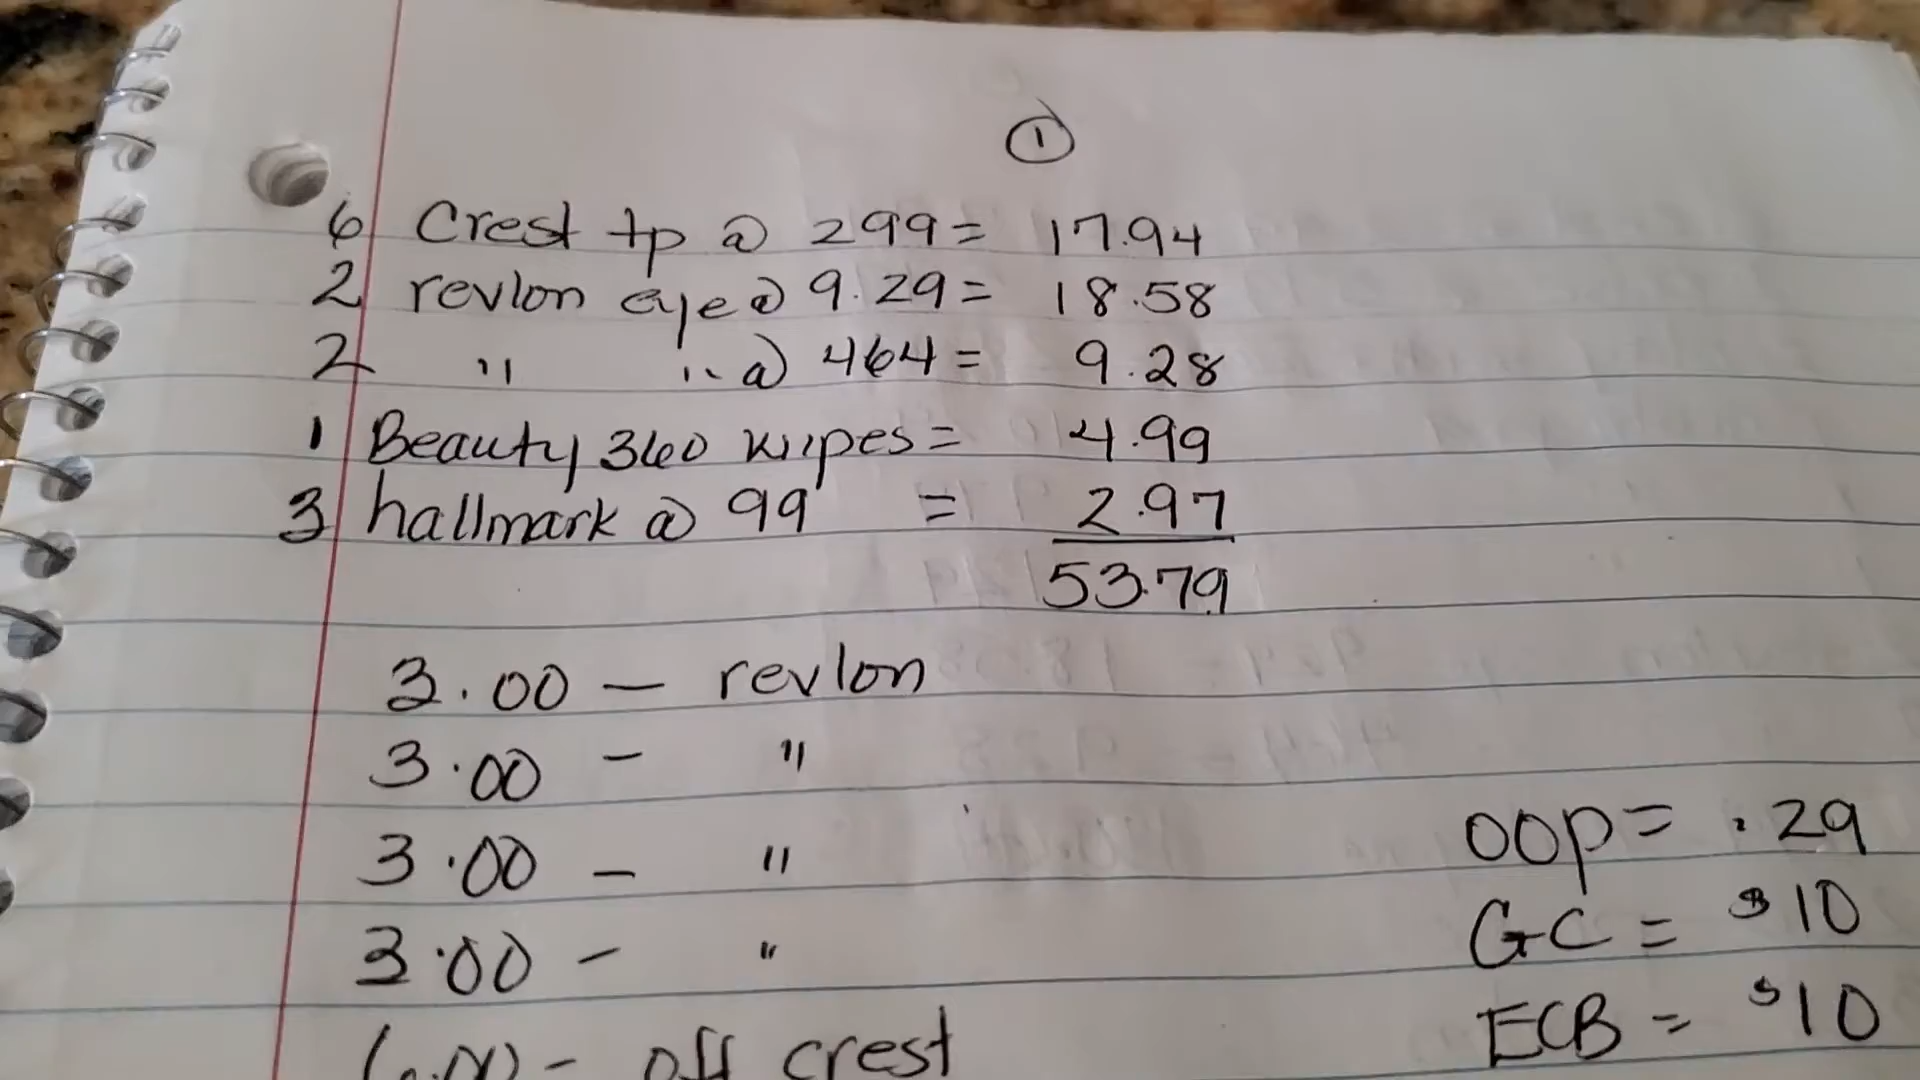 ①
6 Crest tp @ 299 = 17.94
2 revlon eye @ 9.29 = 18.58
2 " " @ 464 = 9.28
1 Beauty 360 wipes = 4.99
3 hallmark @ 99 = 2.97
53.79
3.00 — revlon
3.00 - "
3.00 - "
3.00 - "
6.00 - off crest
OOP = .29
GC = $10
ECB = $10